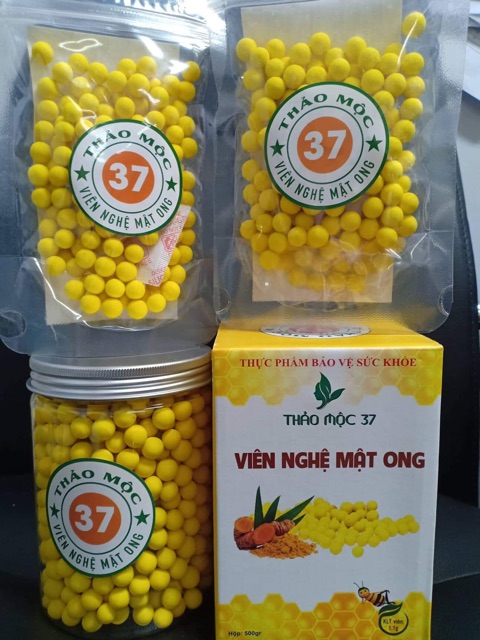 THẢO MỘC
37
VIÊN NGHỆ MẬT ONG
THẢO MỘC
37
VIÊN NGHỆ MẬT ONG
THẢO MỘC
37
VIÊN NGHỆ MẬT ONG
THỰC PHẨM BẢO VỆ SỨC KHỎE
THẢO MỘC 37
VIÊN NGHỆ MẬT ONG
Hộp: 500gr